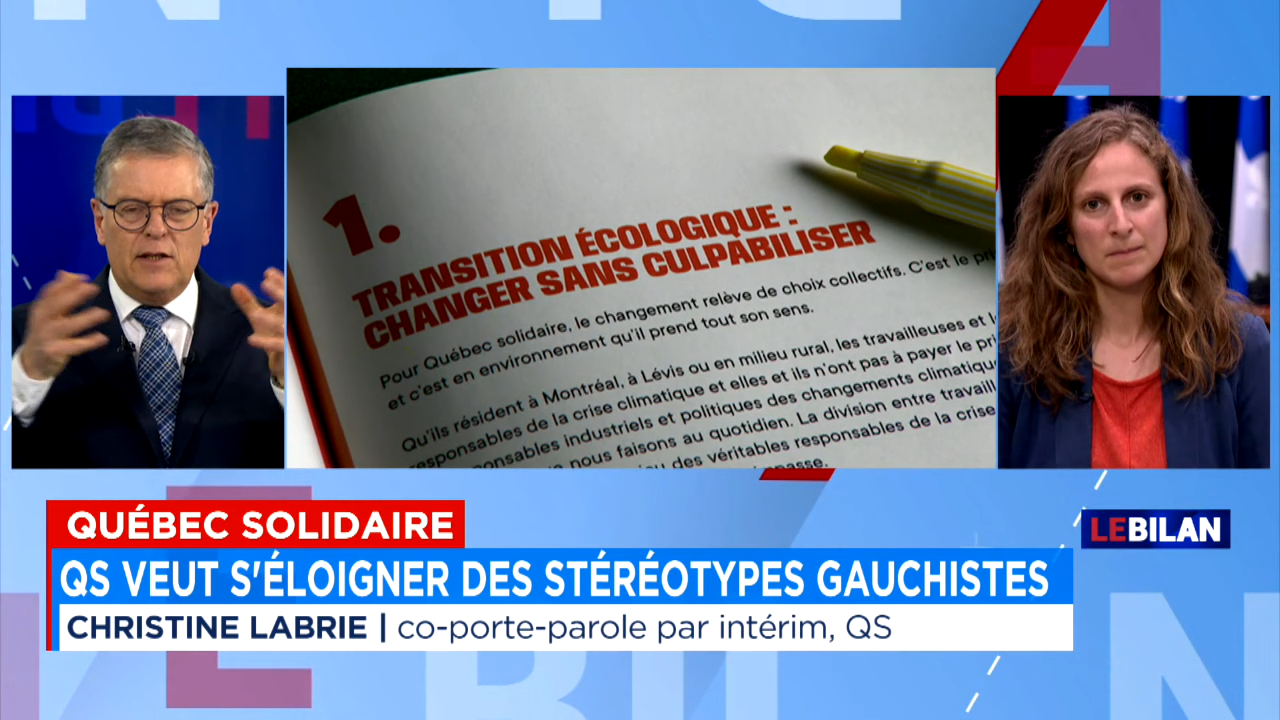 1.
TRANSITION ÉCOLOGIQUE :
CHANGER SANS CULPABILISER
Pour Québec solidaire, le changement relève de choix collectifs. C'est le
et c'est en environnement qu'il prend tout son sens.
Qu'ils résident à Montréal, à Lévis ou en milieu rural, les travailleuses et
responsables de la crise climatique et elles et ils n'ont pas à payer le
industriels et politiques des changements
nous faisons au quotidien. La division entre
des véritables responsables de la crise
QUÉBEC SOLIDAIRE
LEBILAN
QS VEUT S'ÉLOIGNER DES STÉRÉOTYPES GAUCHISTES
CHRISTINE LABRIE | co-porte-parole par intérim, QS